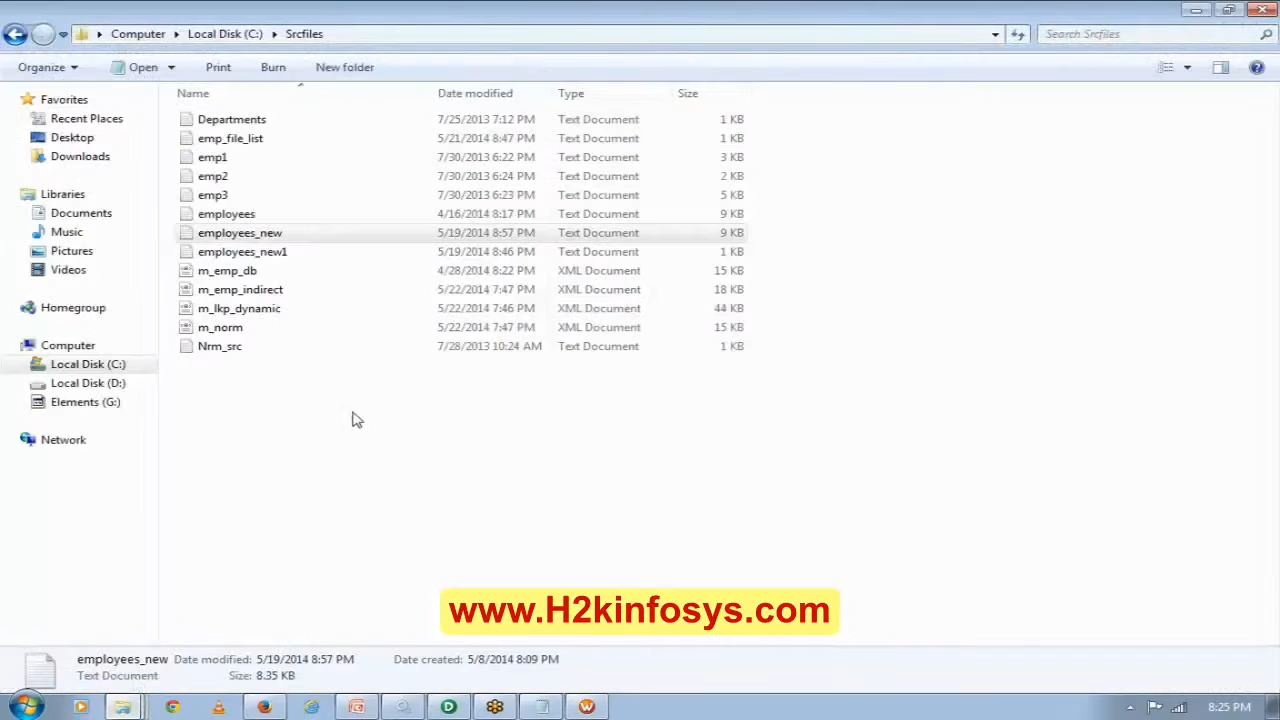 Computer Local Disk (C:) Srcfiles Search Srcfiles
Organize Open Print Burn New folder
Favorites
Recent Places
Desktop
Downloads
Libraries
Documents
Music
Pictures
Videos
Homegroup
Computer
Local Disk (C:)
Local Disk (D:)
Elements (G:)
Network
Name Date modified Type Size
Departments 7/25/2013 7:12 PM Text Document 1 KB
emp_file_list 5/21/2014 8:47 PM Text Document 1 KB
emp1 7/30/2013 6:22 PM Text Document 3 KB
emp2 7/30/2013 6:24 PM Text Document 2 KB
emp3 7/30/2013 6:23 PM Text Document 5 KB
employees 4/16/2014 8:17 PM Text Document 9 KB
employees_new 5/19/2014 8:57 PM Text Document 9 KB
employees_new1 5/19/2014 8:46 PM Text Document 1 KB
m_emp_db 4/28/2014 8:22 PM XML Document 15 KB
m_emp_indirect 5/22/2014 7:47 PM XML Document 18 KB
m_lkp_dynamic 5/22/2014 7:46 PM XML Document 44 KB
m_norm 5/22/2014 7:47 PM XML Document 15 KB
Nrm_src 7/28/2013 10:24 AM Text Document 1 KB
www.H2kinfosys.com
employees_new Date modified: 5/19/2014 8:57 PM Date created: 5/8/2014 8:09 PM
Text Document Size: 8.35 KB
8:25 PM